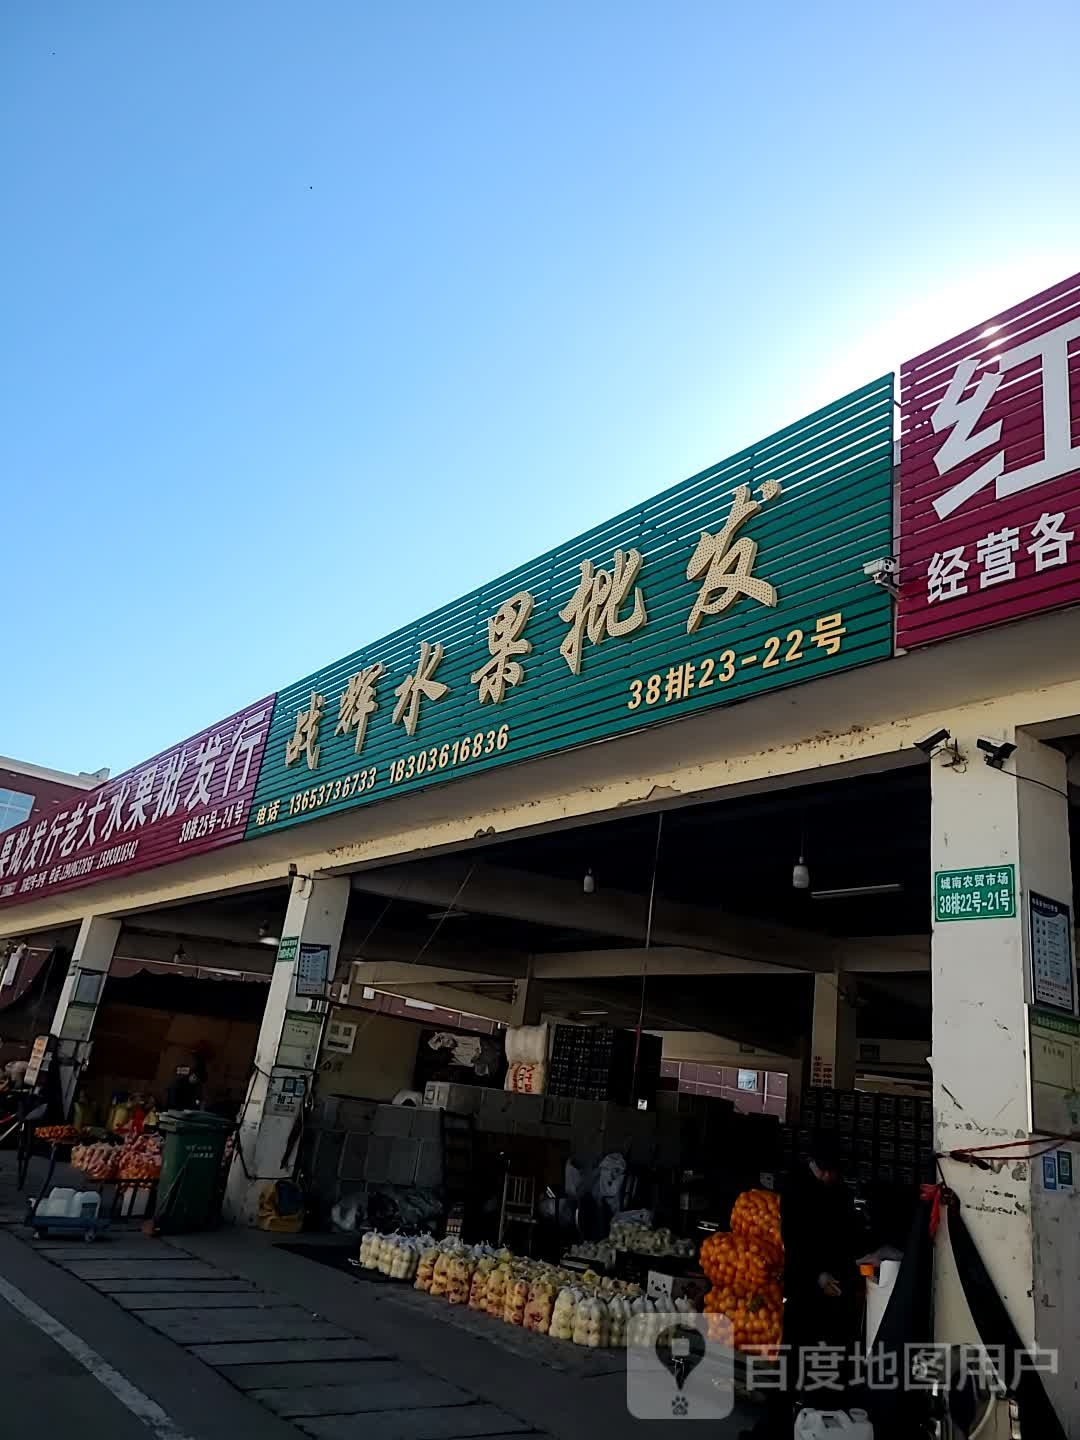 红
经营各
战辉水果批发
38排23-22号
电话 13653736733 18303616836
果批发行老大水果批发行
38排25号-24号
城南农贸市场
38排22号-21号
百度地图用户